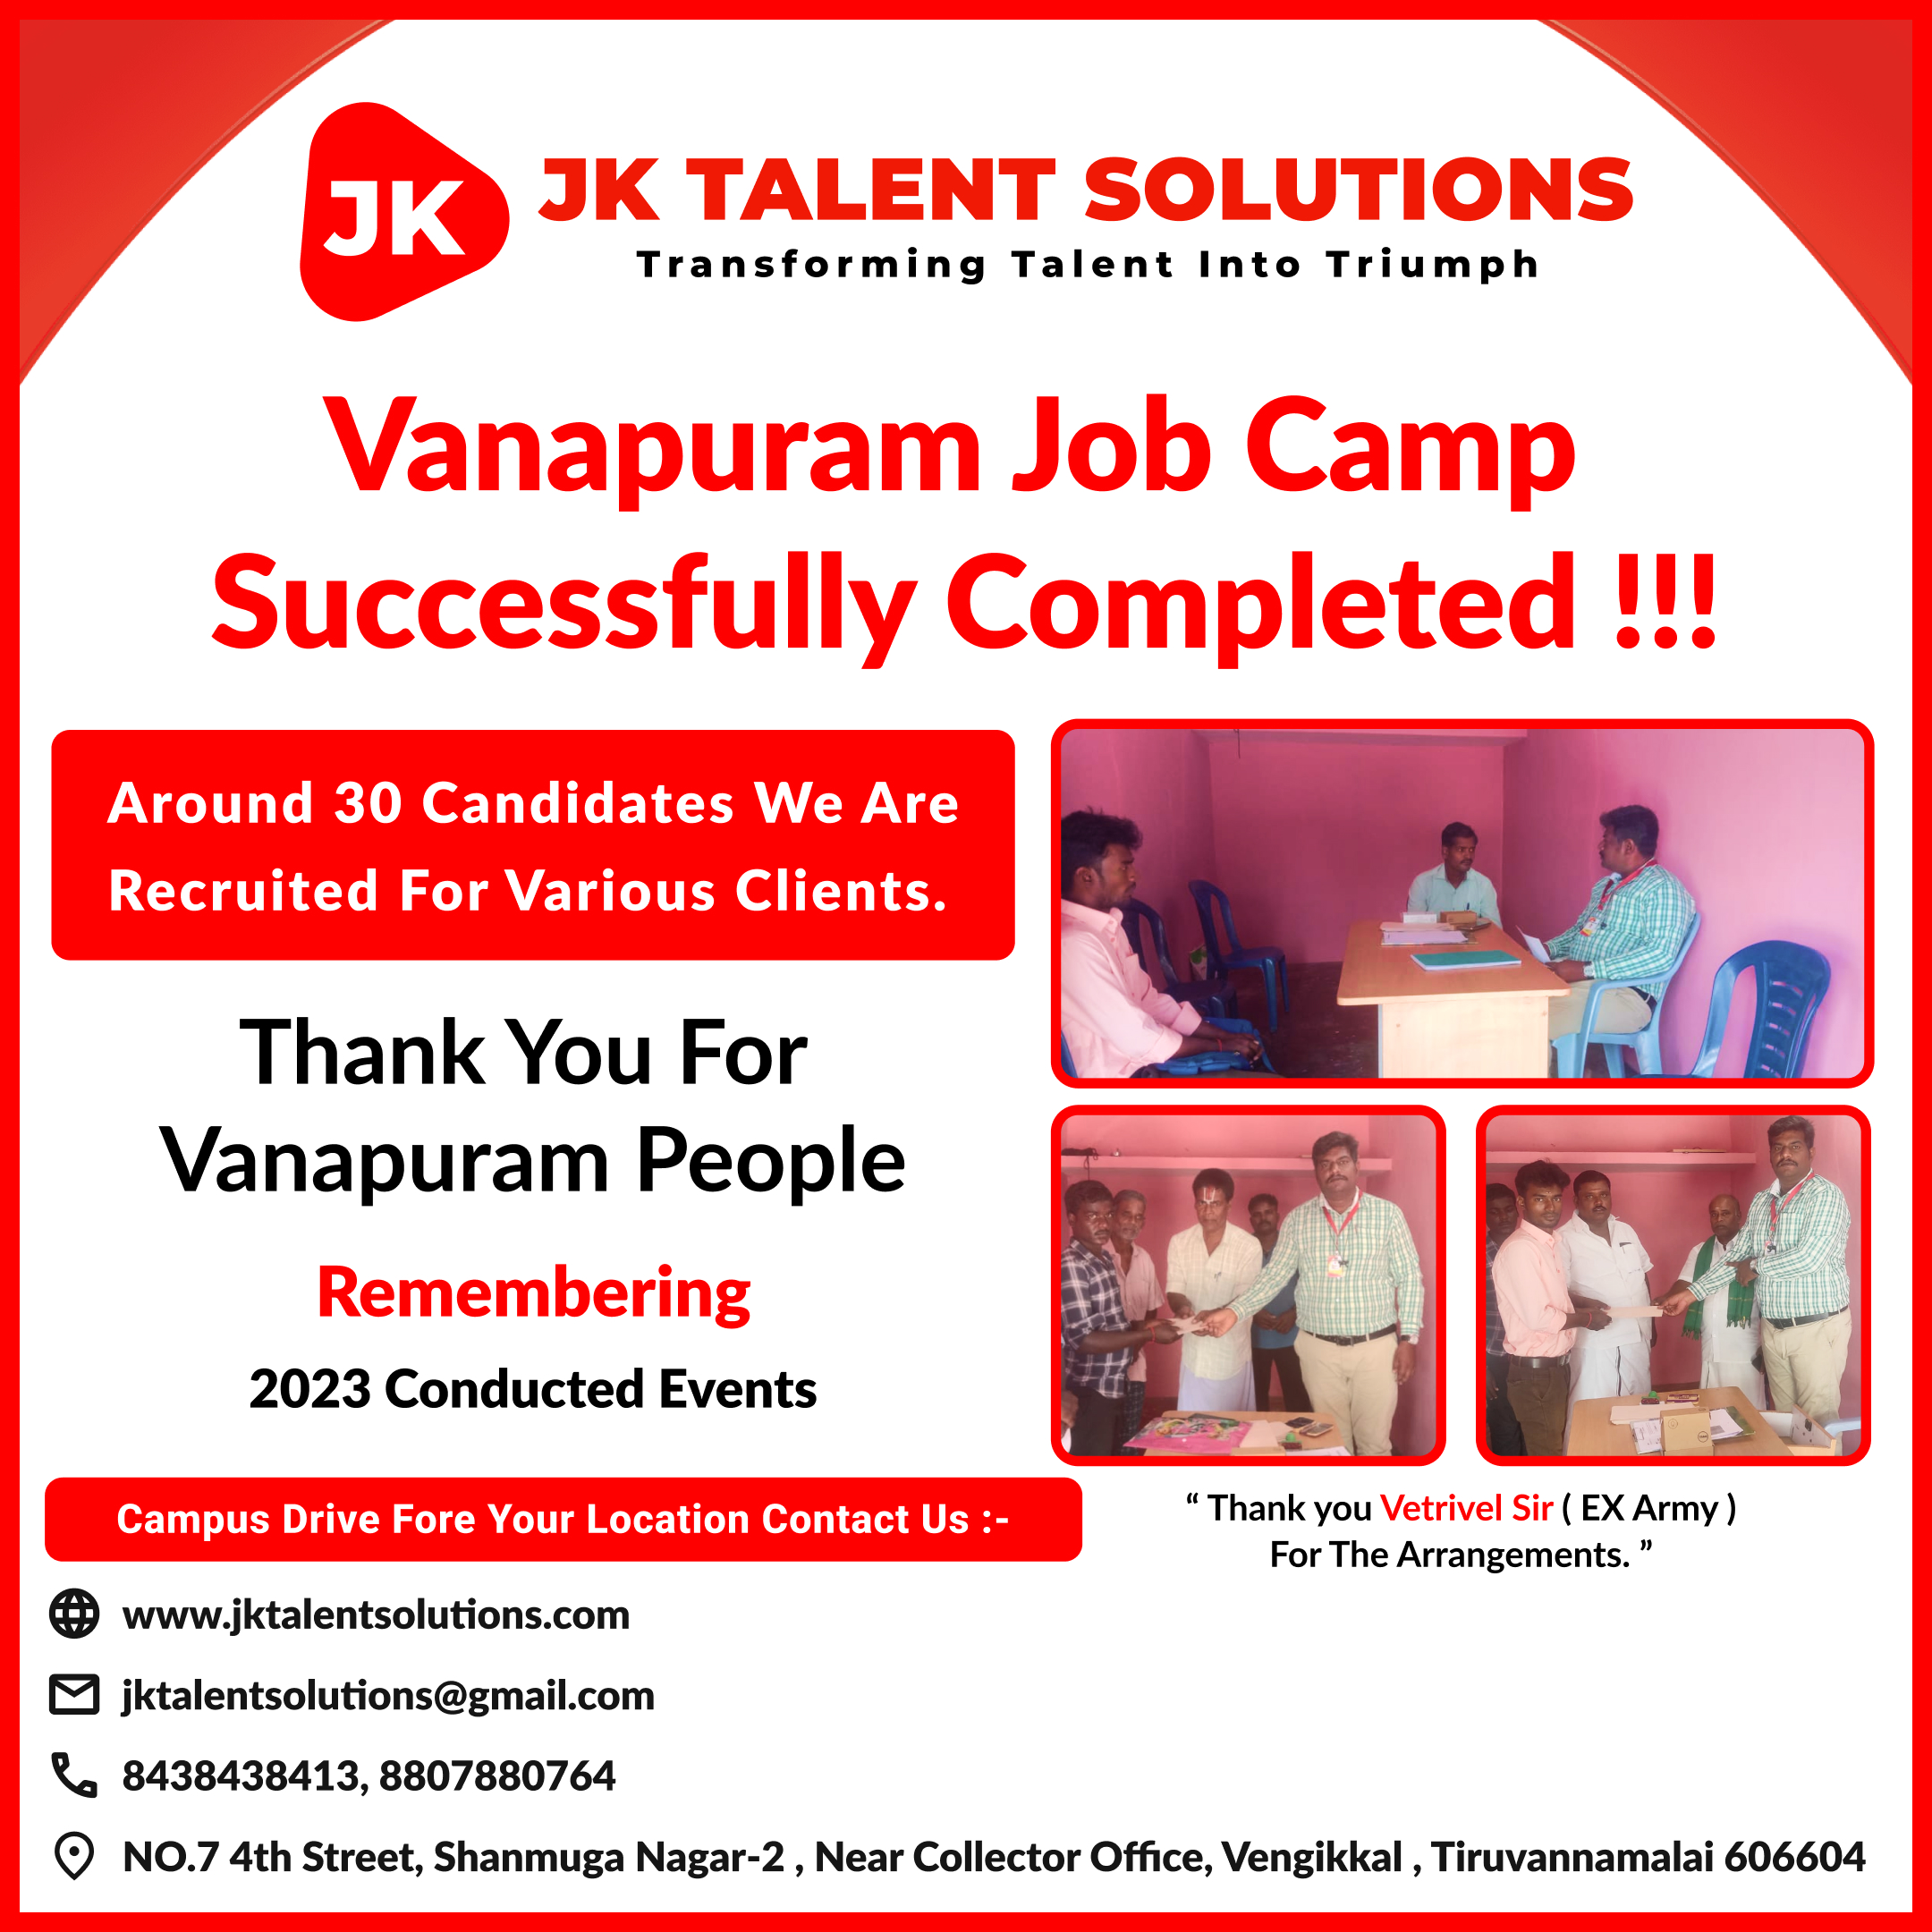 JK
JK TALENT SOLUTIONS
Transforming Talent Into Triumph
Vanapuram Job Camp
Successfully Completed !!!
Around 30 Candidates We Are
Recruited For Various Clients.
Thank You For
Vanapuram People
Remembering
2023 Conducted Events
“ Thank you Vetrivel Sir ( EX Army )
For The Arrangements. ”
Campus Drive Fore Your Location Contact Us :-
www.jktalentsolutions.com
jktalentsolutions@gmail.com
8438438413, 8807880764
NO.7 4th Street, Shanmuga Nagar-2 , Near Collector Office, Vengikkal , Tiruvannamalai 606604